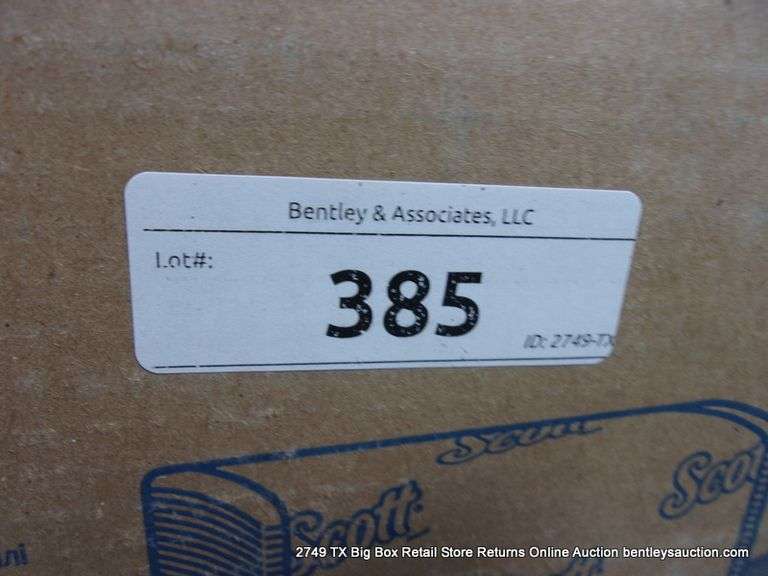 Bentley & Associates, LLC
Lot#:
385
ID: 2749-TX
Scott
Scott
Scott
2749 TX Big Box Retail Store Returns Online Auction bentleysauction.com